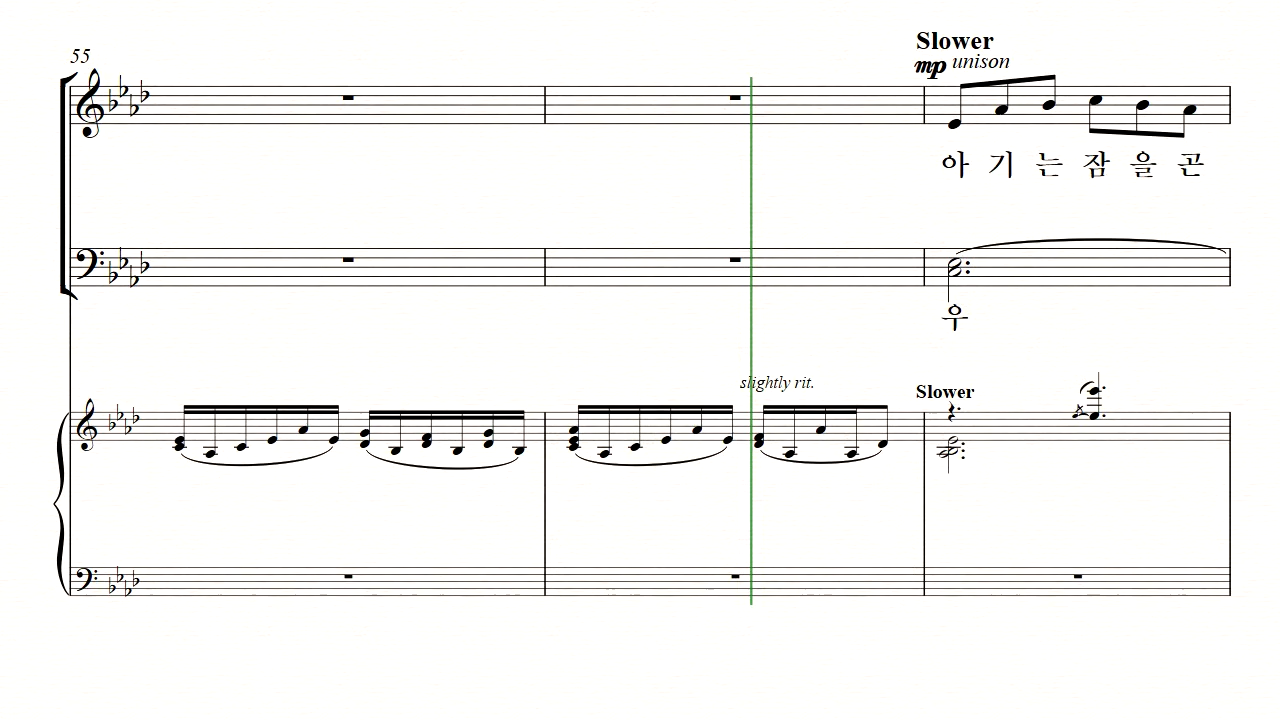 55
Slower
mp unison
아 기 는 잠 을 곤
우
slightly rit.
Slower